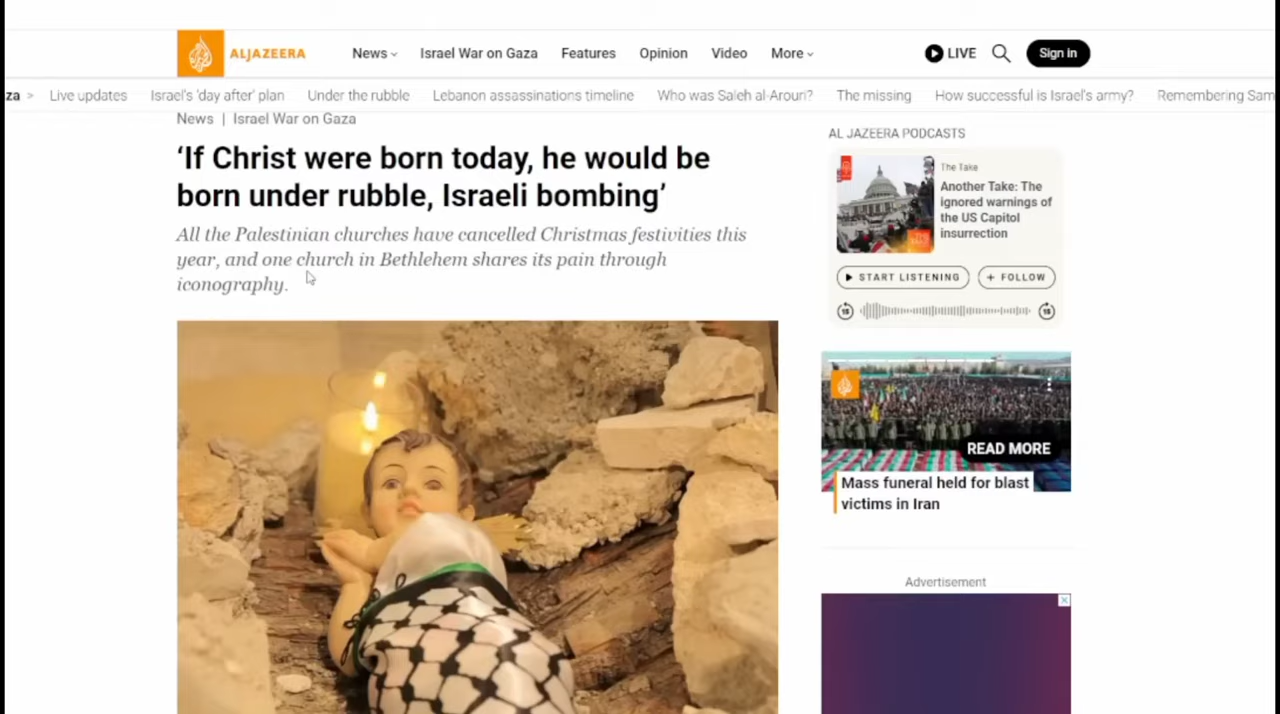 ALJAZEERA
News
Israel War on Gaza
Features
Opinion
Video
More
LIVE
Sign in
za >
Live updates
Israel's 'day after' plan
Under the rubble
Lebanon assassinations timeline
Who was Saleh al-Arouri?
The missing
How successful is Israel's army?
Remembering Sam
News | Israel War on Gaza
‘If Christ were born today, he would be
born under rubble, Israeli bombing’
All the Palestinian churches have cancelled Christmas festivities this
year, and one church in Bethlehem shares its pain through
iconography.
AL JAZEERA PODCASTS
The Take
Another Take: The
ignored warnings of
the US Capitol
insurrection
START LISTENING
+ FOLLOW
15
15
READ MORE
Mass funeral held for blast
victims in Iran
Advertisement